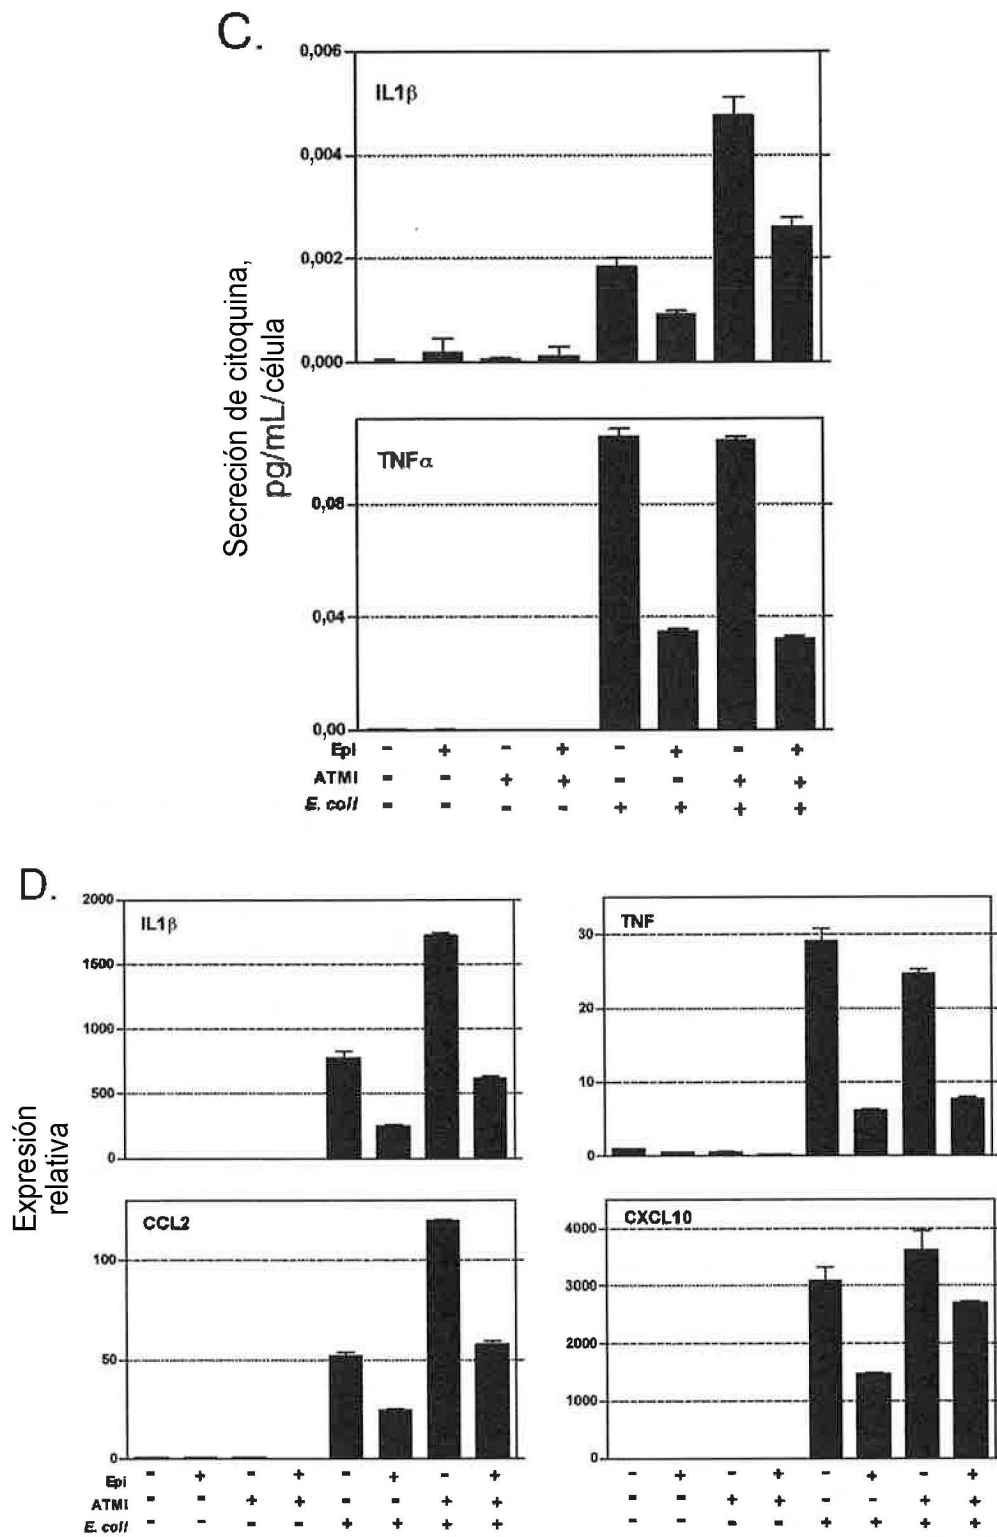 C.
0,006
IL1β
0,004
0,002
0,000
Secreción de citoquina,
pg/mL/célula
TNFα
0,08
0,04
0,00
Epi - + - + - + - +
ATMI - - + + - - + +
E. coli - - - - + + + +
D.
2000
IL1β
1500
1000
500
0
TNF
30
20
10
0
Expresión
relativa
CCL2
100
50
0
CXCL10
4000
3000
2000
1000
0
Epi - + - + - + - + - + - + - + - +
ATMI - - + + - - + + - - + + - - + +
E. coli - - - - + + + + - - - - + + + +